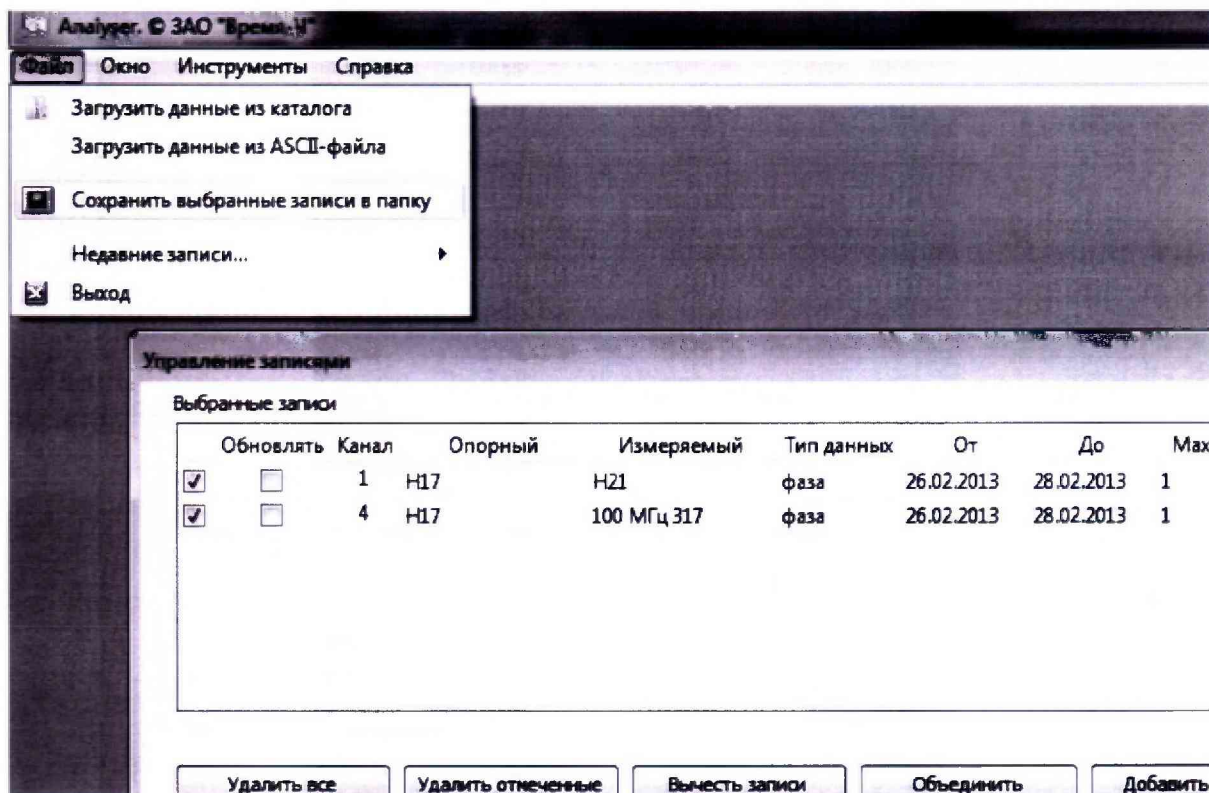 Analyser. © ЗАО "Время-Ч"
Файл Окно Инструменты Справка
Загрузить данные из каталога
Загрузить данные из ASCII-файла
Сохранить выбранные записи в папку
Недавние записи...
Выход
Управление записями
Выбранные записи
Обновлять Канал Опорный Измеряемый Тип данных От До Max
1 H17 H21 фаза 26.02.2013 28.02.2013 1
4 H17 100 МГц 317 фаза 26.02.2013 28.02.2013 1
Удалить все Удалить отмеченные Вычесть записи Объединить Добавить